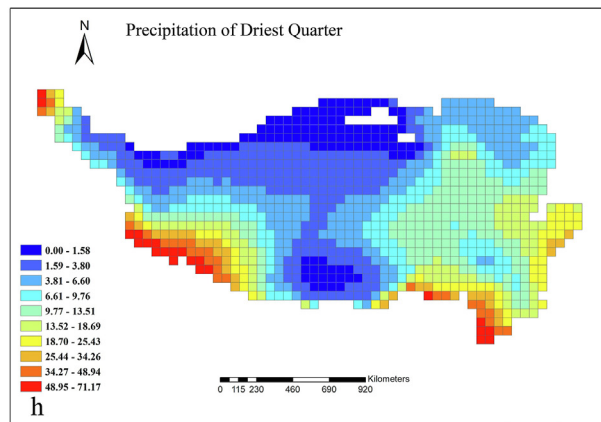 N
Precipitation of Driest Quarter
0.00 - 1.58
1.59 - 3.80
3.81 - 6.60
6.61 - 9.76
9.77 - 13.51
13.52 - 18.69
18.70 - 25.43
25.44 - 34.26
34.27 - 48.94
48.95 - 71.17
Kilometers
0 115 230 460 690 920
h